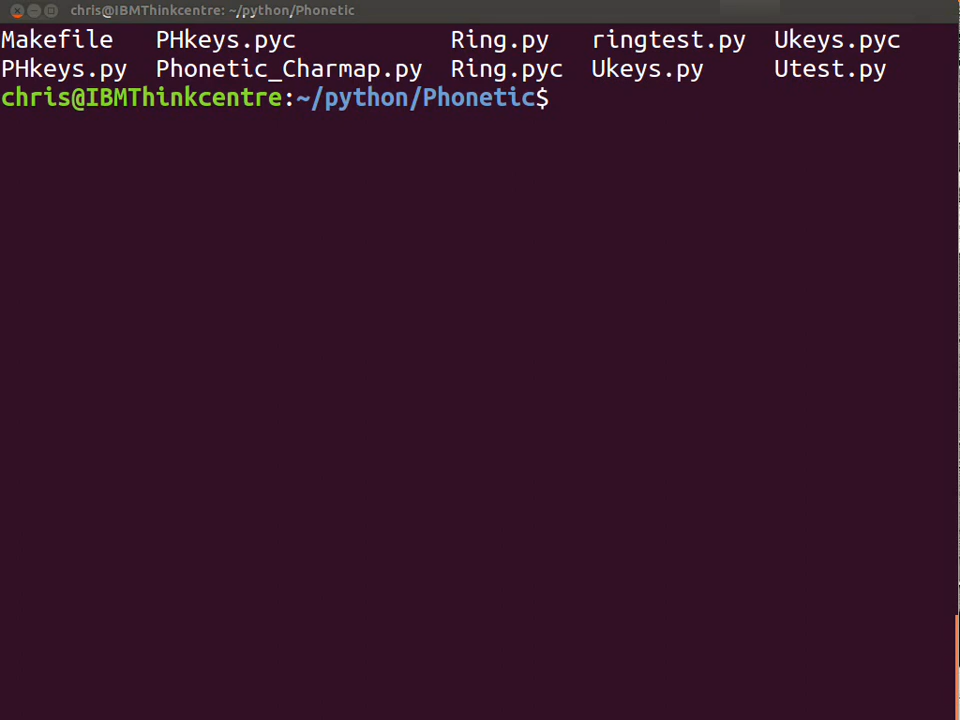 chris@IBMThinkcentre: ~/python/Phonetic
Makefile PHkeys.pyc Ring.py ringtest.py Ukeys.pyc
PHkeys.py Phonetic_Charmap.py Ring.pyc Ukeys.py Utest.py
chris@IBMThinkcentre:~/python/Phonetic$